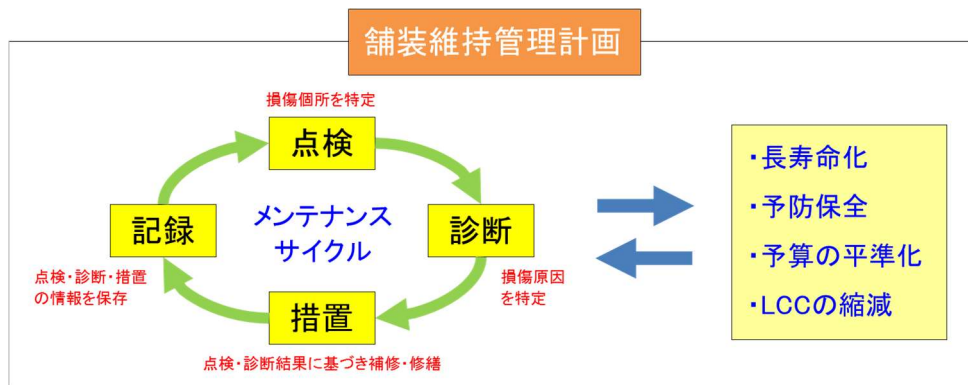 舗装維持管理計画
損傷個所を特定
点検
記録
メンテナンス
サイクル
診断
点検・診断・措置
の情報を保存
損傷原因
を特定
措置
点検・診断結果に基づき補修・修繕
・長寿命化
・予防保全
・予算の平準化
・LCCの縮減